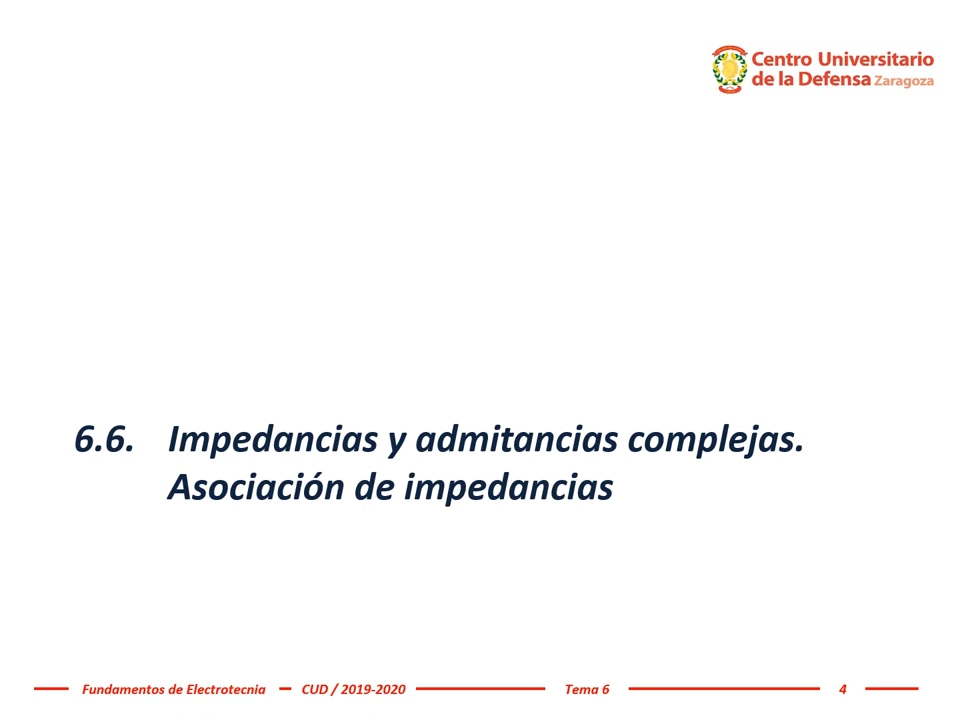 Centro Universitario
de la Defensa Zaragoza
6.6. Impedancias y admitancias complejas.
Asociación de impedancias
Fundamentos de Electrotecnia CUD / 2019-2020 Tema 6 4